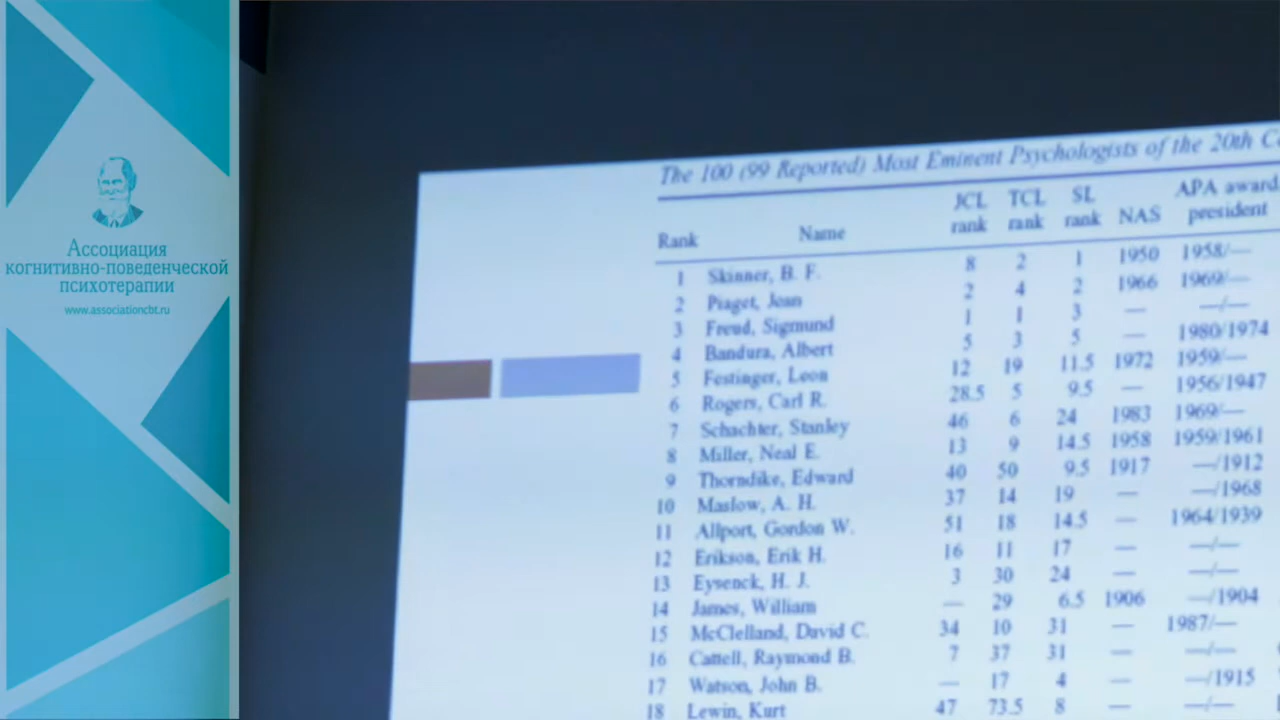 Ассоциация
когнитивно-поведенческой
психотерапии
www.associationcbt.ru
The 100 (99 Reported) Most Eminent Psychologists of the 20th C
Rank Name JCL rank TCL rank SL rank NAS APA award president
1 Skinner, B. F. 8 2 1 1950 1958/—
2 Piaget, Jean 2 4 2 1966 1969/—
3 Freud, Sigmund 1 1 3 — —/—
4 Bandura, Albert 5 3 5 — 1980/1974
5 Festinger, Leon 12 19 11.5 1972 1959/—
6 Rogers, Carl R. 28.5 5 9.5 — 1956/1947
7 Schachter, Stanley 46 6 24 1983 1969/—
8 Miller, Neal E. 13 9 14.5 1958 1959/1961
9 Thorndike, Edward 40 50 9.5 1917 —/1912
10 Maslow, A. H. 37 14 19 — —/1968
11 Allport, Gordon W. 51 18 14.5 — 1964/1939
12 Erikson, Erik H. 16 11 17 — —/—
13 Eysenck, H. J. 3 30 24 — —/—
14 James, William — 29 6.5 1906 —/1904
15 McClelland, David C. 34 10 31 — 1987/—
16 Cattell, Raymond B. 7 37 31 — —/—
17 Watson, John B. — 17 4 — —/1915
18 Lewin, Kurt 47 73.5 8 — —/—